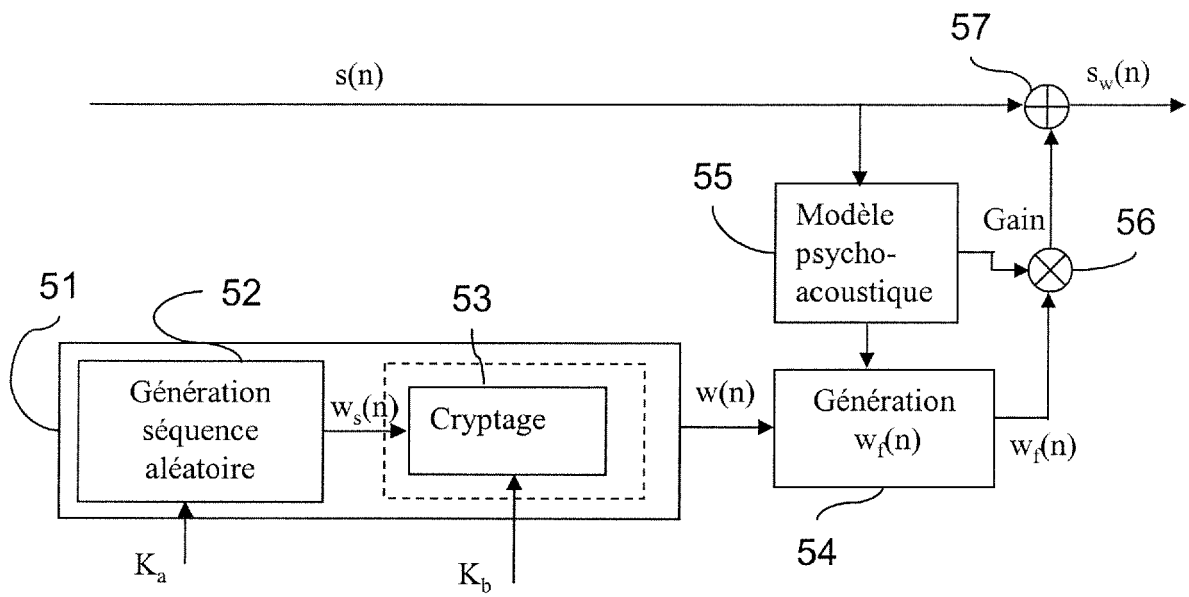 57
s(n)
s_w(n)
55
Modèle
psycho-
acoustique
Gain
56
51
52
53
Génération
séquence
aléatoire
w_s(n)
Cryptage
w(n)
Génération
w_f(n)
w_f(n)
54
K_a
K_b